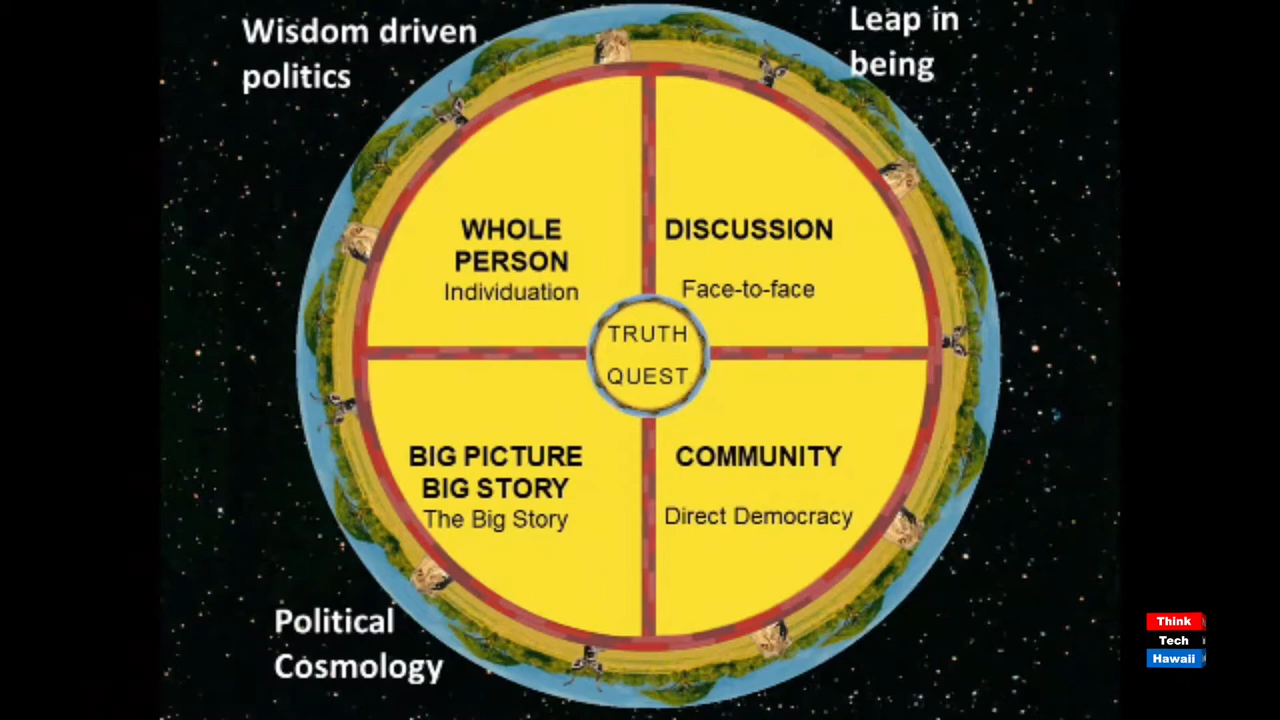 Wisdom driven
politics
Leap in
being
WHOLE
PERSON
Individuation
DISCUSSION
Face-to-face
TRUTH
QUEST
BIG PICTURE
BIG STORY
The Big Story
COMMUNITY
Direct Democracy
Political
Cosmology
Think
Tech
Hawaii